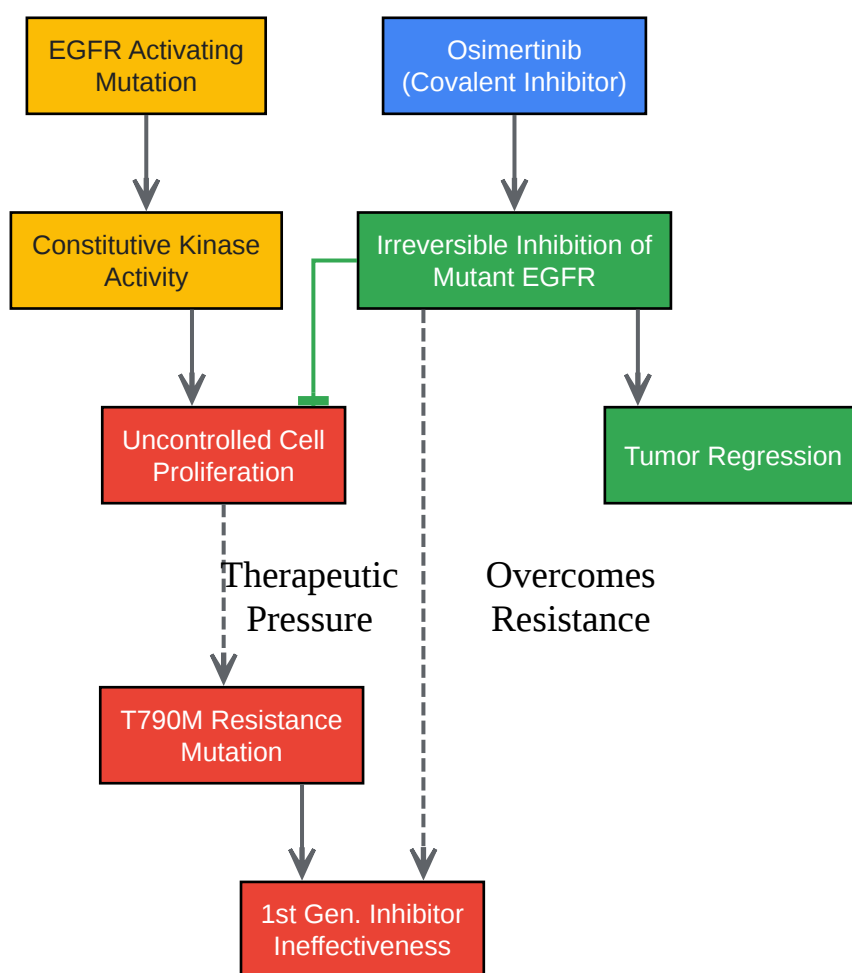 EGFR Activating
Mutation
Osimertinib
(Covalent Inhibitor)
Constitutive Kinase
Activity
Irreversible Inhibition of
Mutant EGFR
Uncontrolled Cell
Proliferation
Tumor Regression
Therapeutic
Pressure
Overcomes
Resistance
T790M Resistance
Mutation
1st Gen. Inhibitor
Ineffectiveness